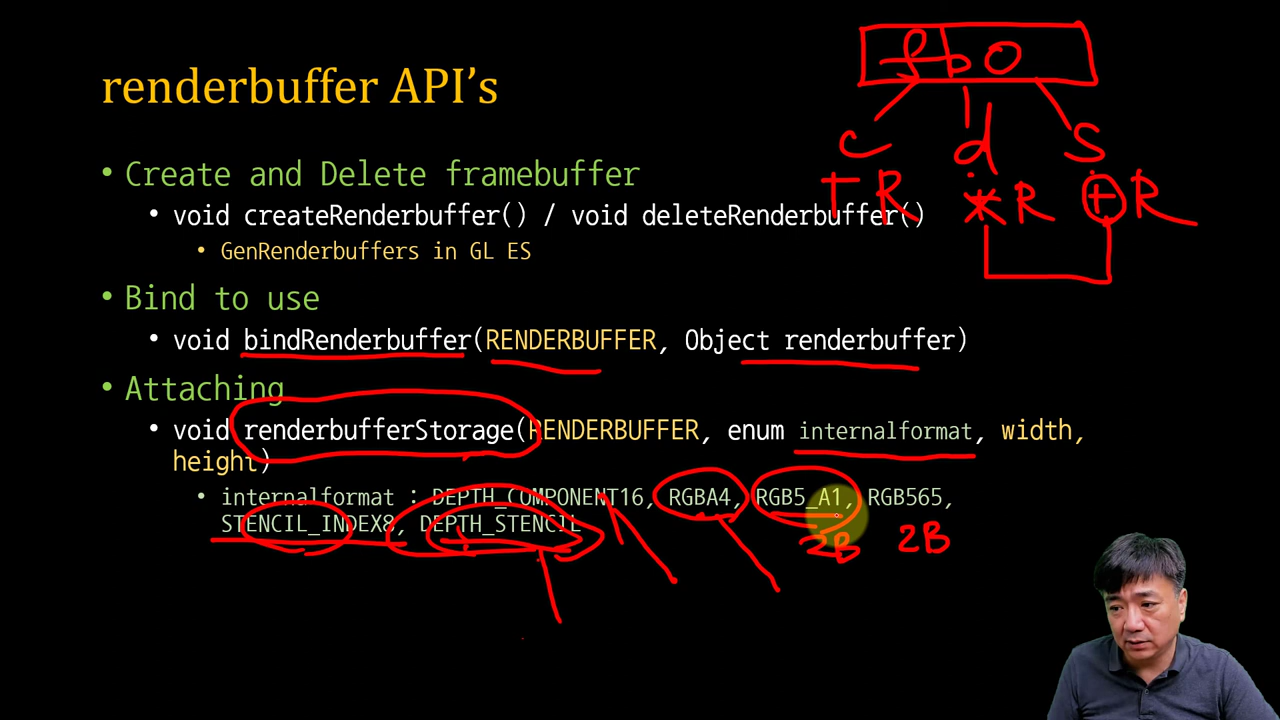 renderbuffer API’s
• Create and Delete framebuffer
• void createRenderbuffer() / void deleteRenderbuffer()
• GenRenderbuffers in GL ES
• Bind to use
• void bindRenderbuffer(RENDERBUFFER, Object renderbuffer)
• Attaching
• void renderbufferStorage(RENDERBUFFER, enum internalformat, width,
height)
• internalformat : DEPTH_COMPONENT16, RGBA4, RGB5_A1, RGB565,
STENCIL_INDEX8, DEPTH_STENCIL
fbo
c d S
T R * R + R
2B 2B